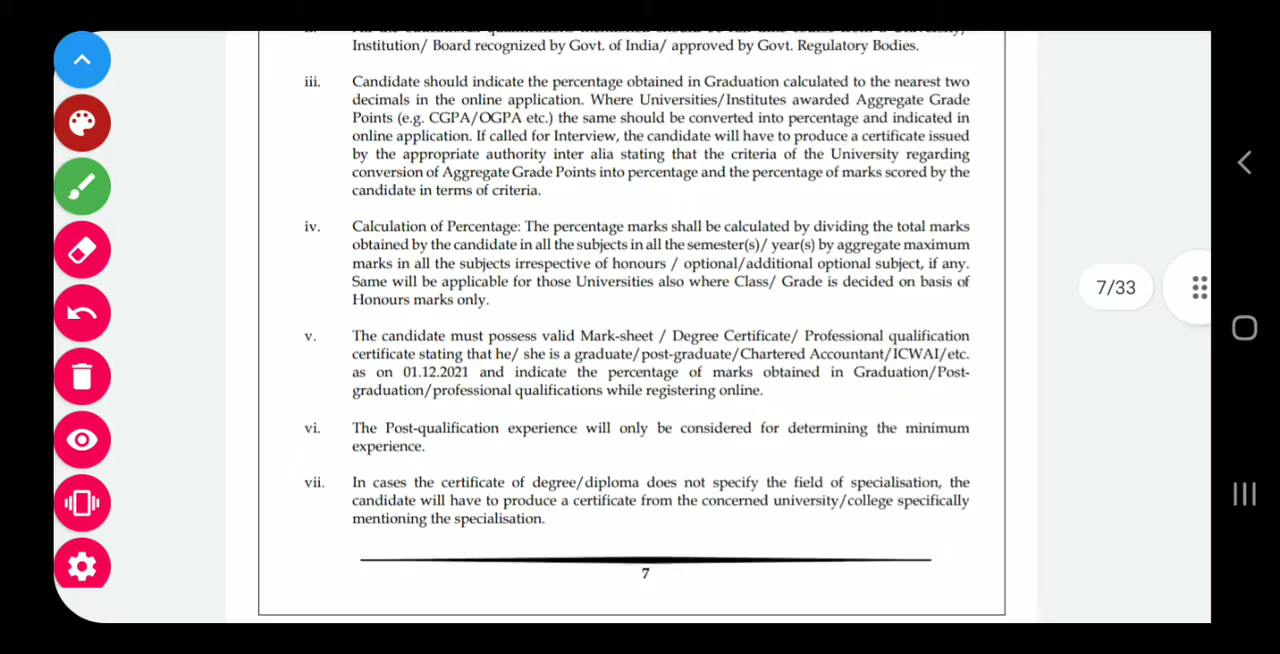 Institution/ Board recognized by Govt. of India/ approved by Govt. Regulatory Bodies.
iii. Candidate should indicate the percentage obtained in Graduation calculated to the nearest two
decimals in the online application. Where Universities/Institutes awarded Aggregate Grade
Points (e.g. CGPA/OGPA etc.) the same should be converted into percentage and indicated in
online application. If called for Interview, the candidate will have to produce a certificate issued
by the appropriate authority inter alia stating that the criteria of the University regarding
conversion of Aggregate Grade Points into percentage and the percentage of marks scored by the
candidate in terms of criteria.
iv. Calculation of Percentage: The percentage marks shall be calculated by dividing the total marks
obtained by the candidate in all the subjects in all the semester(s)/ year(s) by aggregate maximum
marks in all the subjects irrespective of honours / optional/additional optional subject, if any.
Same will be applicable for those Universities also where Class/ Grade is decided on basis of
Honours marks only.
7/33
v. The candidate must possess valid Mark-sheet / Degree Certificate/ Professional qualification
certificate stating that he/ she is a graduate/post-graduate/Chartered Accountant/ICWAI/etc.
as on 01.12.2021 and indicate the percentage of marks obtained in Graduation/Post-
graduation/professional qualifications while registering online.
vi. The Post-qualification experience will only be considered for determining the minimum
experience.
vii. In cases the certificate of degree/diploma does not specify the field of specialisation, the
candidate will have to produce a certificate from the concerned university/college specifically
mentioning the specialisation.
7